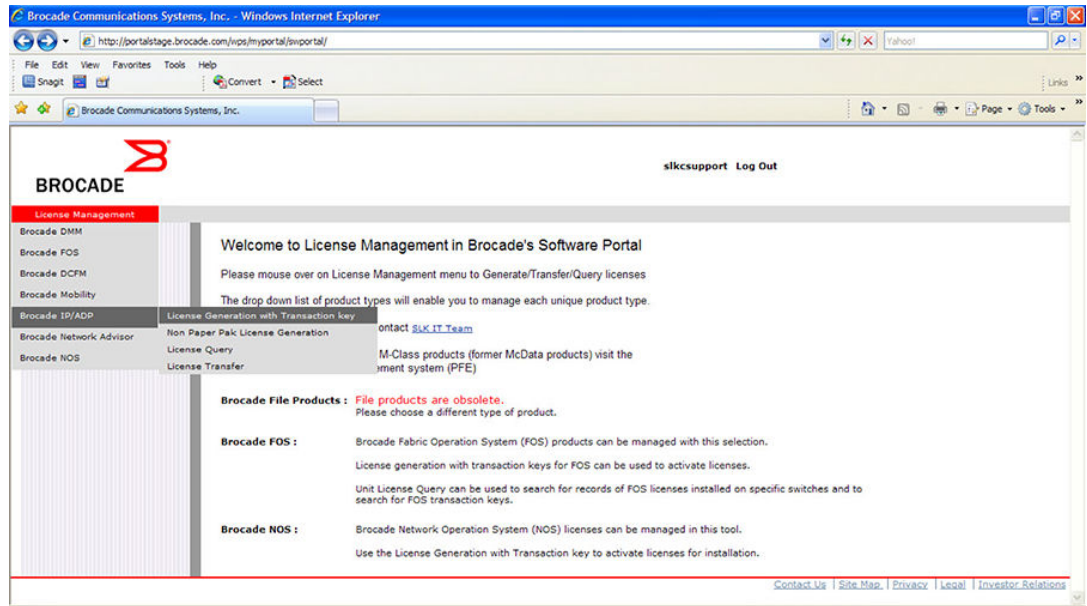 Brocade Communications Systems, Inc. - Windows Internet Explorer
http://portalstage.brocade.com/wps/myportal/swportal/
Yahoo!
File Edit View Favorites Tools Help
Snagit
Convert
Select
Links
Brocade Communications Systems, Inc.
Page
Tools
BROCADE
slkcsupport Log Out
License Management
Brocade DMM
Brocade FOS
Brocade DCFM
Brocade Mobility
Brocade IP/ADP
Brocade Network Advisor
Brocade NOS
License Generation with Transaction key
Non Paper Pak License Generation
License Query
License Transfer
Welcome to License Management in Brocade's Software Portal
Please mouse over on License Management menu to Generate/Transfer/Query licenses
The drop down list of product types will enable you to manage each unique product type.
ontact SLK IT Team
M-Class products (former McData products) visit the
ement system (PFE)
Brocade File Products : File products are obsolete.
Please choose a different type of product.
Brocade FOS : Brocade Fabric Operation System (FOS) products can be managed with this selection.
License generation with transaction keys for FOS can be used to activate licenses.
Unit License Query can be used to search for records of FOS licenses installed on specific switches and to
search for FOS transaction keys.
Brocade NOS : Brocade Network Operation System (NOS) licenses can be managed in this tool.
Use the License Generation with Transaction key to activate licenses for installation.
Contact Us | Site Map | Privacy | Legal | Investor Relations